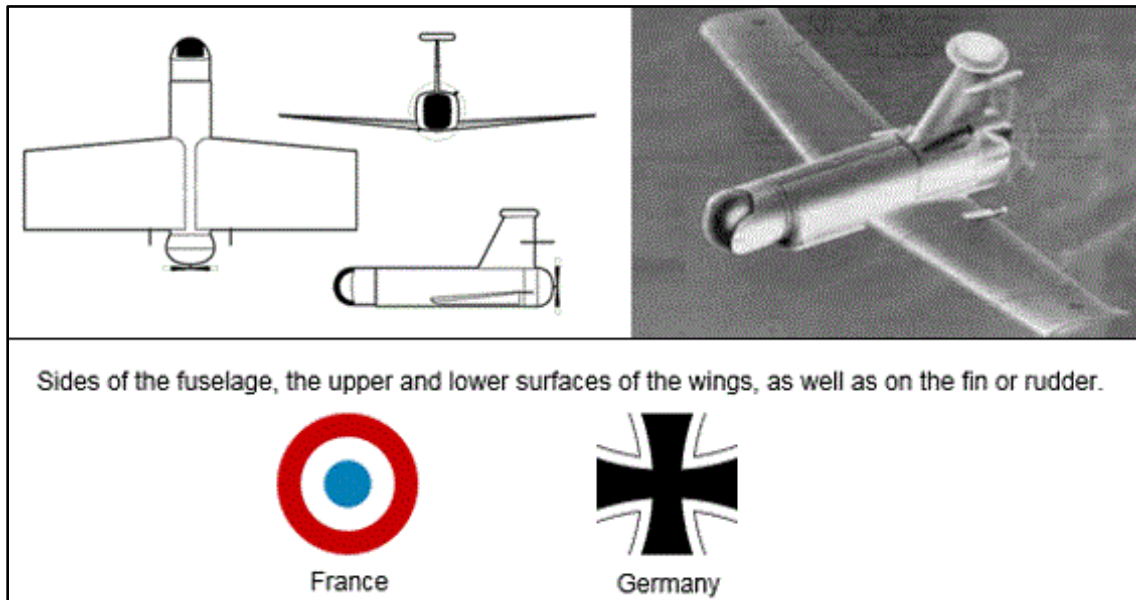 Sides of the fuselage, the upper and lower surfaces of the wings, as well as on the fin or rudder.
France
Germany